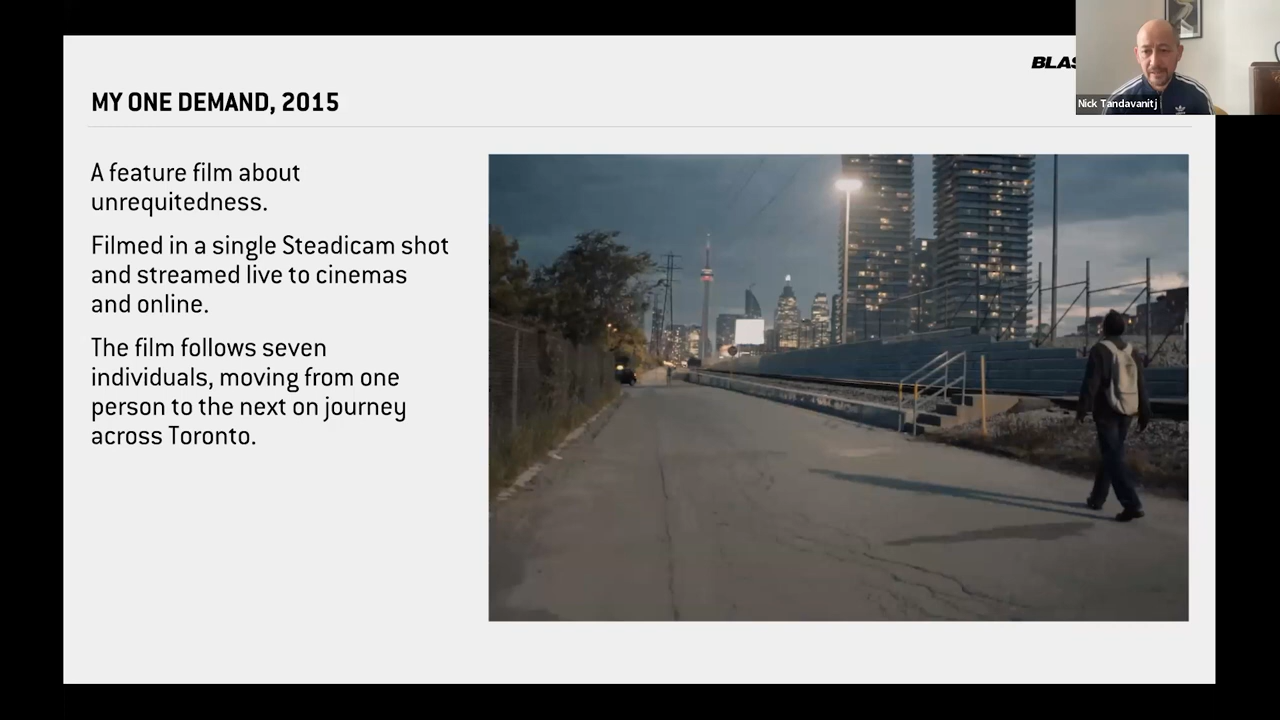 BLAS
Nick Tandavanitj
MY ONE DEMAND, 2015
A feature film about
unrequitedness.
Filmed in a single Steadicam shot
and streamed live to cinemas
and online.
The film follows seven
individuals, moving from one
person to the next on journey
across Toronto.